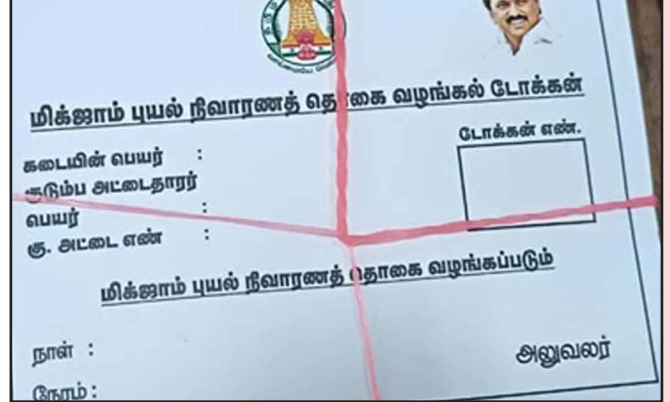 மிக்ஜாம் புயல் நிவாரணத் தொகை வழங்கல் டோக்கன்
டோக்கன் எண்.
கடையின் பெயர் :
குடும்ப அட்டைதாரர்
பெயர் :
கு. அட்டை எண் :
மிக்ஜாம் புயல் நிவாரணத் தொகை வழங்கப்படும்
நாள் :
அலுவலர்
நேரம் :